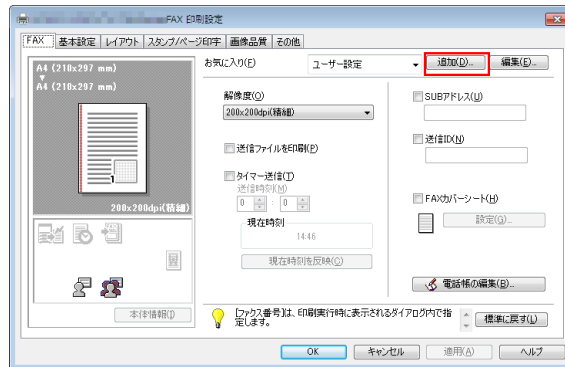 FAX 印刷設定
FAX 基本設定 レイアウト スタンプ/ページ印字 画像品質 その他
お気に入り(F) ユーザー設定 追加(D)... 編集(E)...
A4 (210x297 mm)
A4 (210x297 mm)
1
200x200dpi(精細)
解像度(O)
200x200dpi(精細)
送信ファイルを印刷(P)
タイマー送信(T)
送信時刻(M)
0 : 0
現在時刻
14:46
現在時刻を反映(C)
SUBアドレス(U)
送信ID(N)
FAXカバーシート(H)
設定(G)...
電話帳の編集(B)...
本体情報(I)
[ファクス番号]は、印刷実行時に表示されるダイアログ内で指定します。
標準に戻す(L)
OK キャンセル 適用(A) ヘルプ